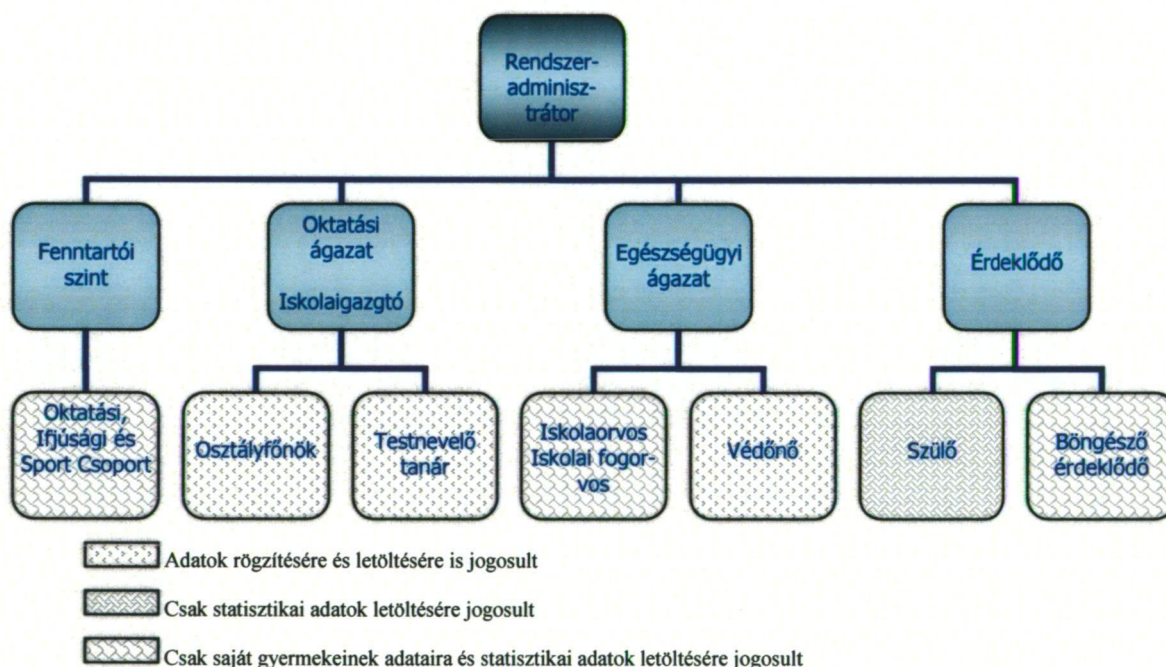 Rendszer-
adminisz-
trátor
Fenntartói
szint
Oktatási
ágazat
Iskolaigazgtó
Egészségügyi
ágazat
Érdeklődő
Oktatási,
Ifjúsági és
Sport Csoport
Osztályfőnök
Testnevelő
tanár
Iskolaorvos
Iskolai fogor-
vos
Védőnő
Szülő
Böngésző
érdeklődő
Adatok rögzítésére és letöltésére is jogosult
Csak statisztikai adatok letöltésére jogosult
Csak saját gyermekeinek adataira és statisztikai adatok letöltésére jogosult